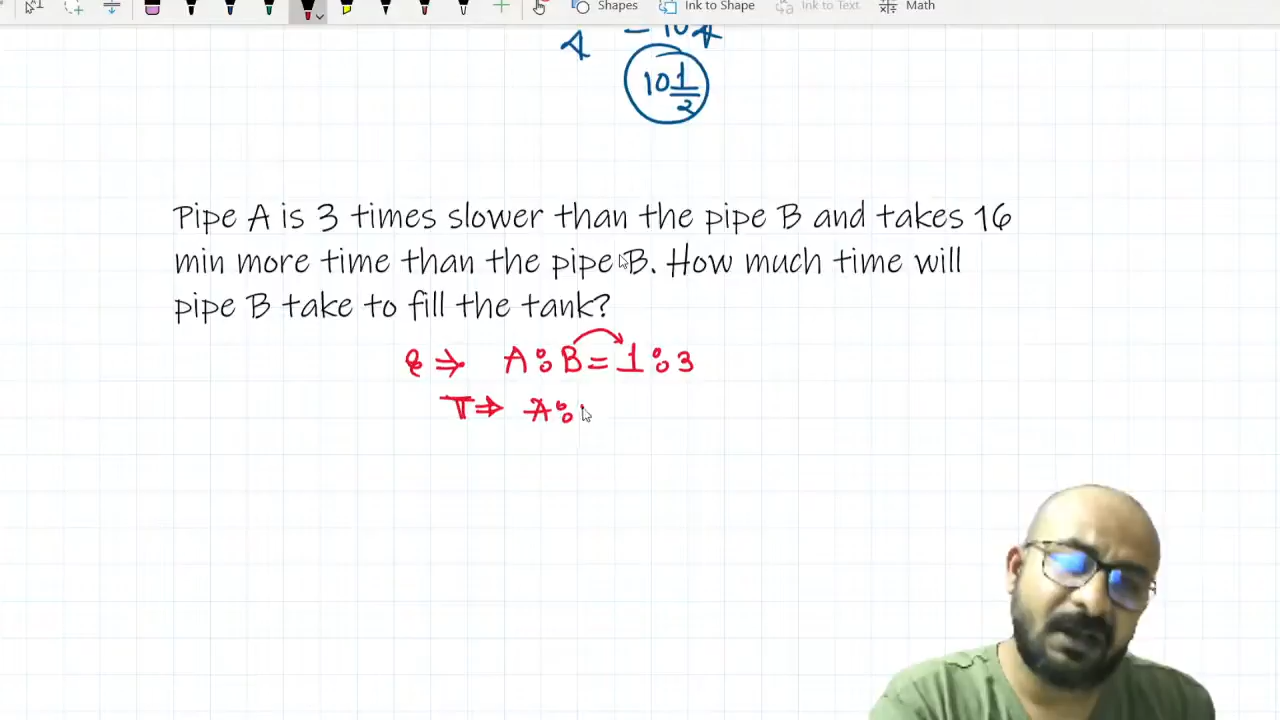 Shapes Ink to Shape Ink to Text Math
10 1/2
Pipe A is 3 times slower than the pipe B and takes 16
min more time than the pipe B. How much time will
pipe B take to fill the tank?
⇒ A : B = 1 : 3
T ⇒ A :